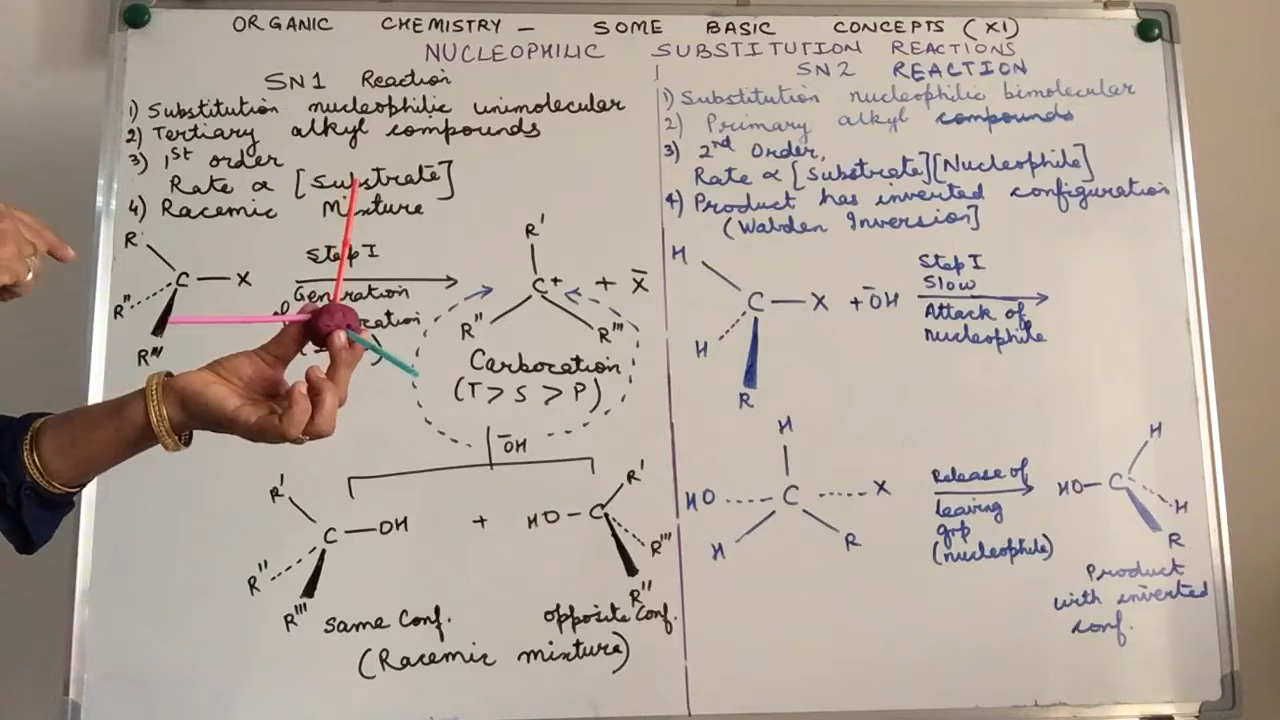 ORGANIC CHEMISTRY - SOME BASIC CONCEPTS (XI)
NUCLEOPHILIC SUBSTITUTION REACTIONS
SN1 Reaction
1) Substitution nucleophilic unimolecular
2) Tertiary alkyl compounds
3) 1st order
Rate ∝ [Substrate]
4) Racemic Mixture
R' C X
R"
R'''
Step I
Generation
R'
C+ + X̄
R" R'''
Carbocation
(T > S > P)
ŌH
R'
C OH
R"
R'''
+
R'
HO C
R'''
R"
same Conf.
opposite Conf.
(Racemic mixture)
SN2 REACTION
1) Substitution nucleophilic bimolecular
2) Primary alkyl compounds
3) 2nd Order,
Rate ∝ [Substrate][Nucleophile]
4) Product has inverted configuration
(Walden Inversion]
H
C X + ŌH
H
R
Step I
Slow
Attack of
nucleophile
H
HO C X
H R
Release of
leaving
grp
(nucleophile)
H
HO C
H
R
Product
with inverted
conf.